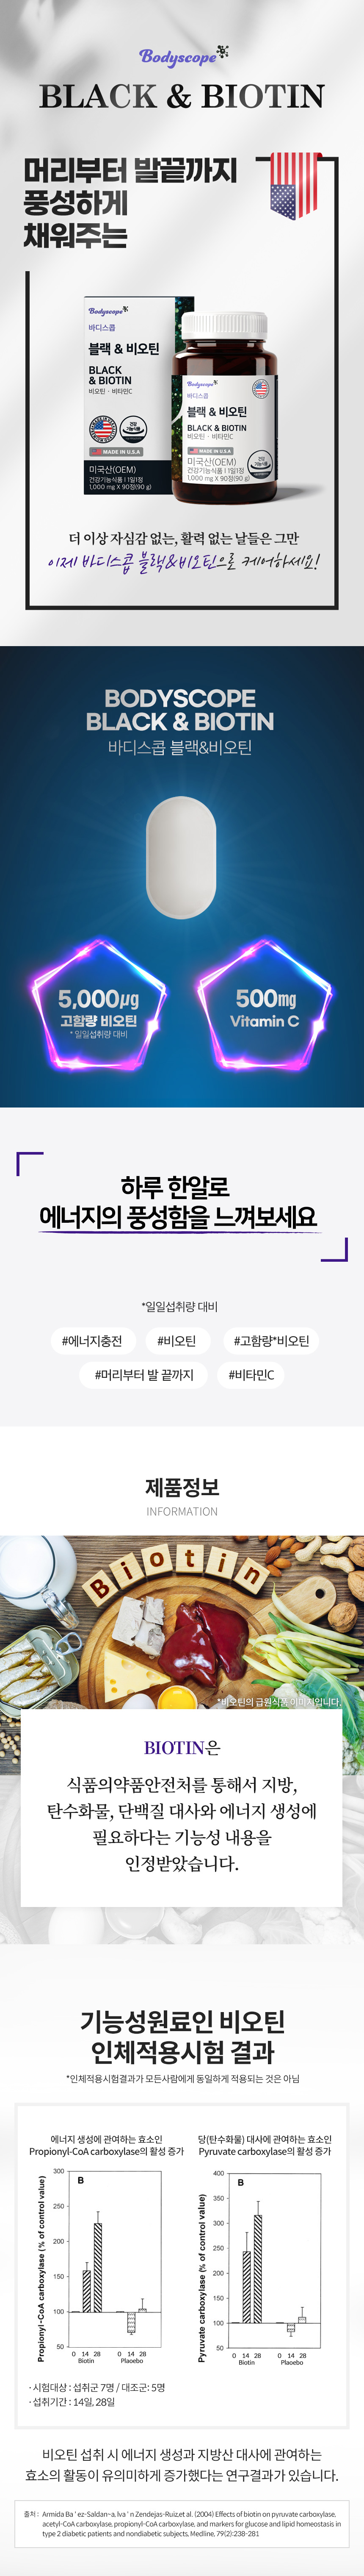 Bodyscope
BLACK & BIOTIN
머리부터 발끝까지
풍성하게
채워주는
Bodyscope
바디스콥
블랙 & 비오틴
BLACK
& BIOTIN
비오틴 · 비타민C
건강
기능식품
MADE IN U.S.A
미국산(OEM)
건강기능식품 | 1일1정
1,000 mg X 90정(90 g)
Bodyscope
바디스콥
블랙 & 비오틴
BLACK & BIOTIN
비오틴 · 비타민C
MADE IN U.S.A
미국산(OEM)
건강기능식품 | 1일1정
1,000 mg X 90정(90 g)
건강
기능식품
더 이상 자심감 없는, 활력 없는 날들은 그만
이제 바디스콥 블랙&비오틴으로 케어하세요!
BODYSCOPE
BLACK & BIOTIN
바디스콥 블랙&비오틴
5,000μg
고함량 비오틴
* 일일섭취량 대비
500mg
Vitamin C
하루 한알로
에너지의 풍성함을 느껴보세요
*일일섭취량 대비
#에너지충전 #비오틴 #고함량*비오틴
#머리부터 발 끝까지 #비타민C
제품정보
INFORMATION
Biotin
*비오틴의 급원식품 이미지입니다.
BIOTIN은
식품의약품안전처를 통해서 지방,
탄수화물, 단백질 대사와 에너지 생성에
필요하다는 기능성 내용을
인정받았습니다.
기능성원료인 비오틴
인체적용시험 결과
*인체적용시험결과가 모든사람에게 동일하게 적용되는 것은 아님
에너지 생성에 관여하는 효소인
Propionyl-CoA carboxylase의 활성 증가
B
Propionyl-CoA carboxylase (% of control value)
300
250
200
150
100
50
0 14 28 0 14 28
Biotin Plaoebo
당(탄수화물) 대사에 관여하는 효소인
Pyruvate carboxylase의 활성 증가
B
Pyruvate carboxylase (% of control value)
400
350
300
250
200
150
100
50
0 14 28 0 14 28
Biotin Plaoebo
· 시험대상 : 섭취군 7명 / 대조군: 5명
· 섭취기간 : 14일, 28일
비오틴 섭취 시 에너지 생성과 지방산 대사에 관여하는
효소의 활동이 유의미하게 증가했다는 연구결과가 있습니다.
출처 : Armida Ba´ez-Saldan~a, Iva´n Zendejas-Ruiz,et al. (2004) Effects of biotin on pyruvate carboxylase,
acetyl-CoA carboxylase, propionyl-CoA carboxylase, and markers for glucose and lipid homeostasis in
type 2 diabetic patients and nondiabetic subjects, Medline, 79(2):238-281